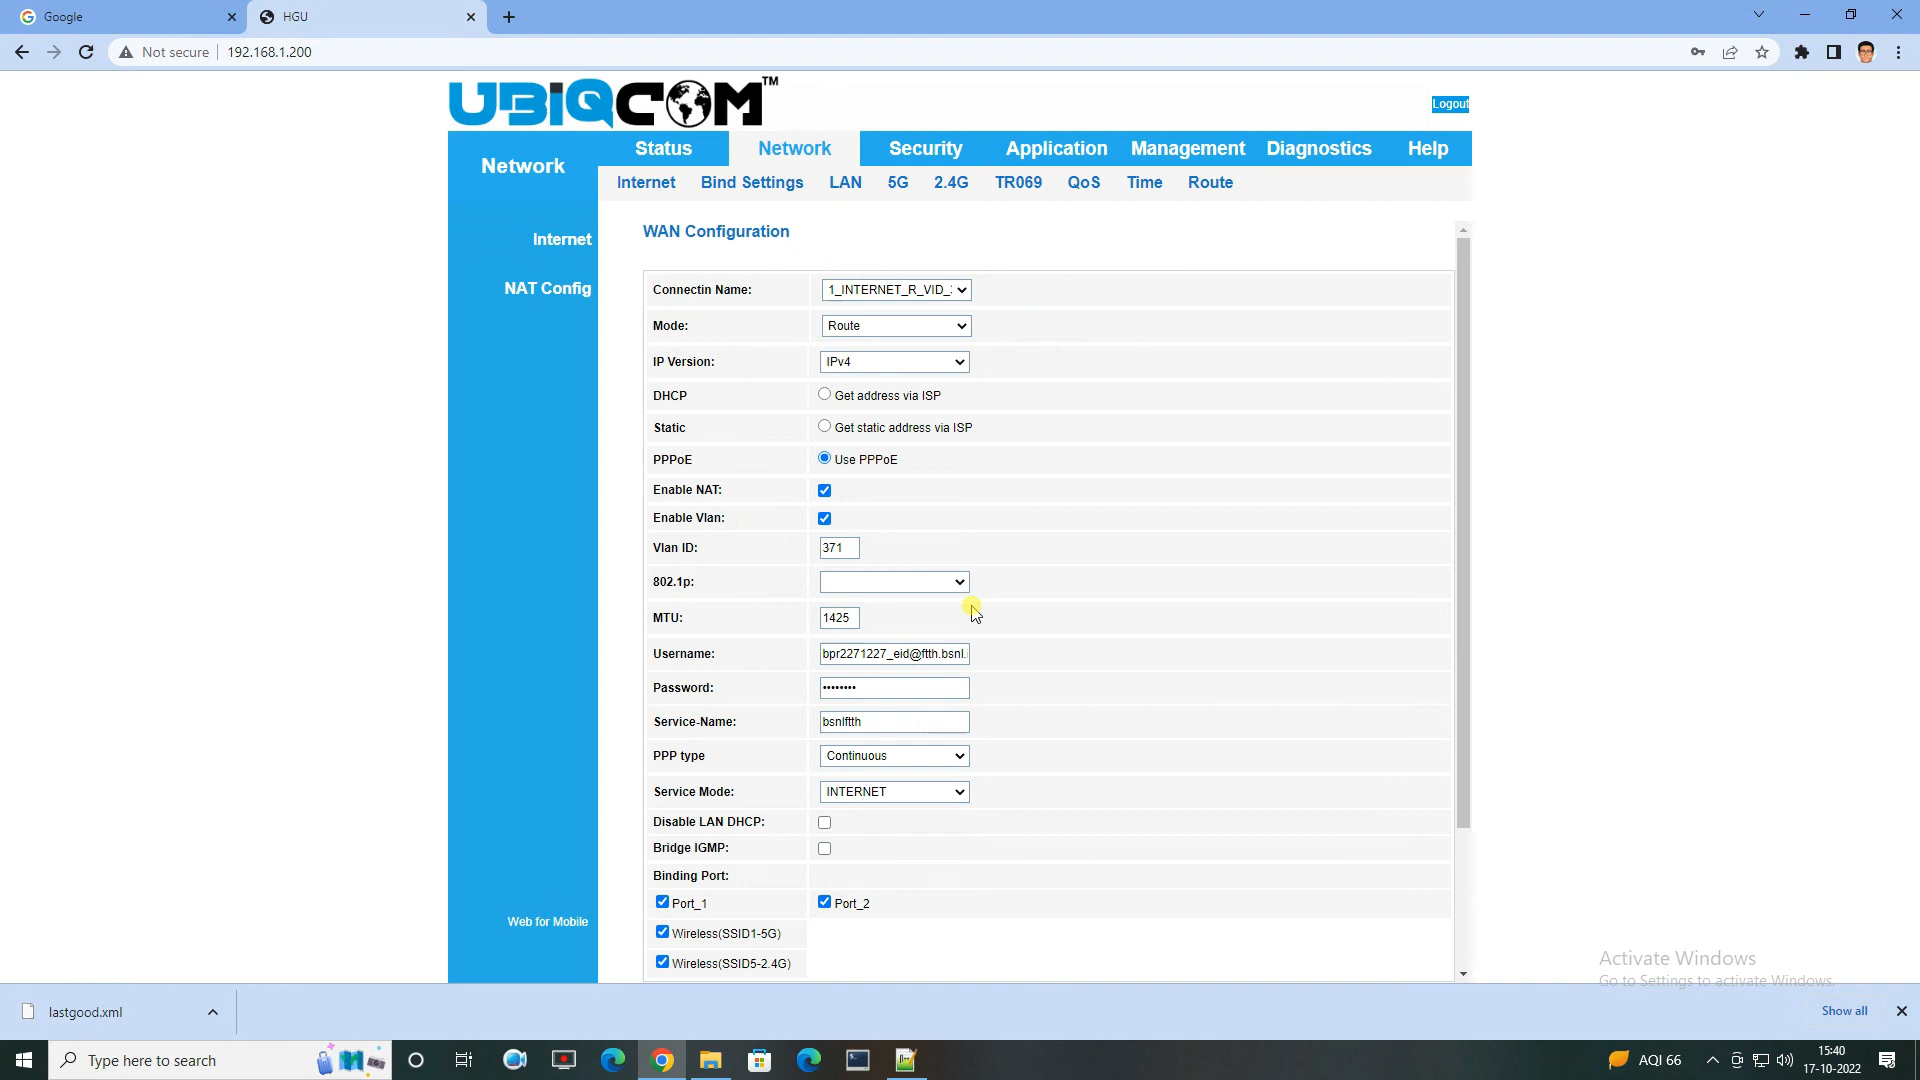 Google
HGU
Not secure
192.168.1.200
UBIQCOM™
Logout
Network
Status
Network
Security
Application
Management
Diagnostics
Help
Internet
Bind Settings
LAN
5G
2.4G
TR069
QoS
Time
Route
Internet
NAT Config
Web for Mobile
WAN Configuration
Connectin Name:
1_INTERNET_R_VID_
Mode:
Route
IP Version:
IPv4
DHCP
Get address via ISP
Static
Get static address via ISP
PPPoE
Use PPPoE
Enable NAT:
Enable Vlan:
Vlan ID:
371
802.1p:
MTU:
1425
Username:
bpr2271227_eid@ftth.bsnl.
Password:
••••••••
Service-Name:
bsnlftth
PPP type
Continuous
Service Mode:
INTERNET
Disable LAN DHCP:
Bridge IGMP:
Binding Port:
Port_1
Port_2
Wireless(SSID1-5G)
Wireless(SSID5-2.4G)
Activate Windows
Go to Settings to activate Windows.
lastgood.xml
Show all
Type here to search
AQI 66
15:40
17-10-2022